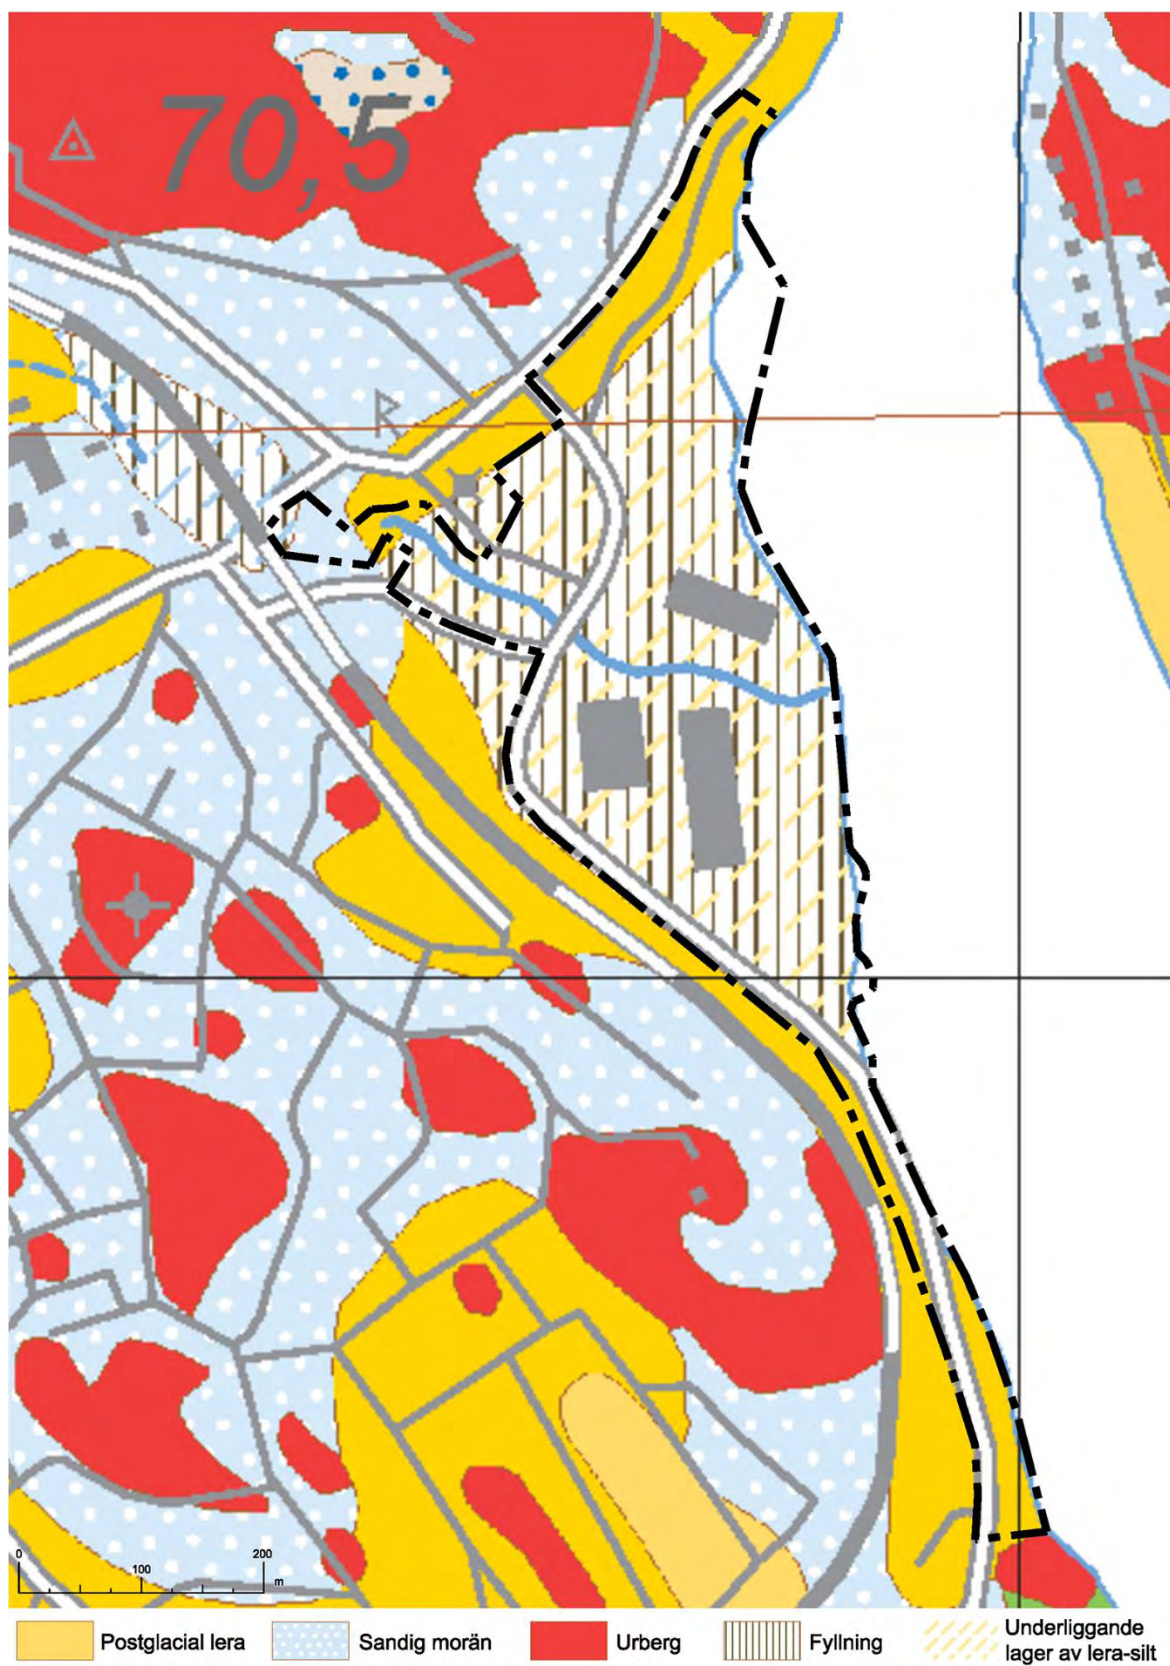 70,5
0
100
200
m
Postglacial lera
Sandig morän
Urberg
Fyllning
Underliggande
lager av lera-silt